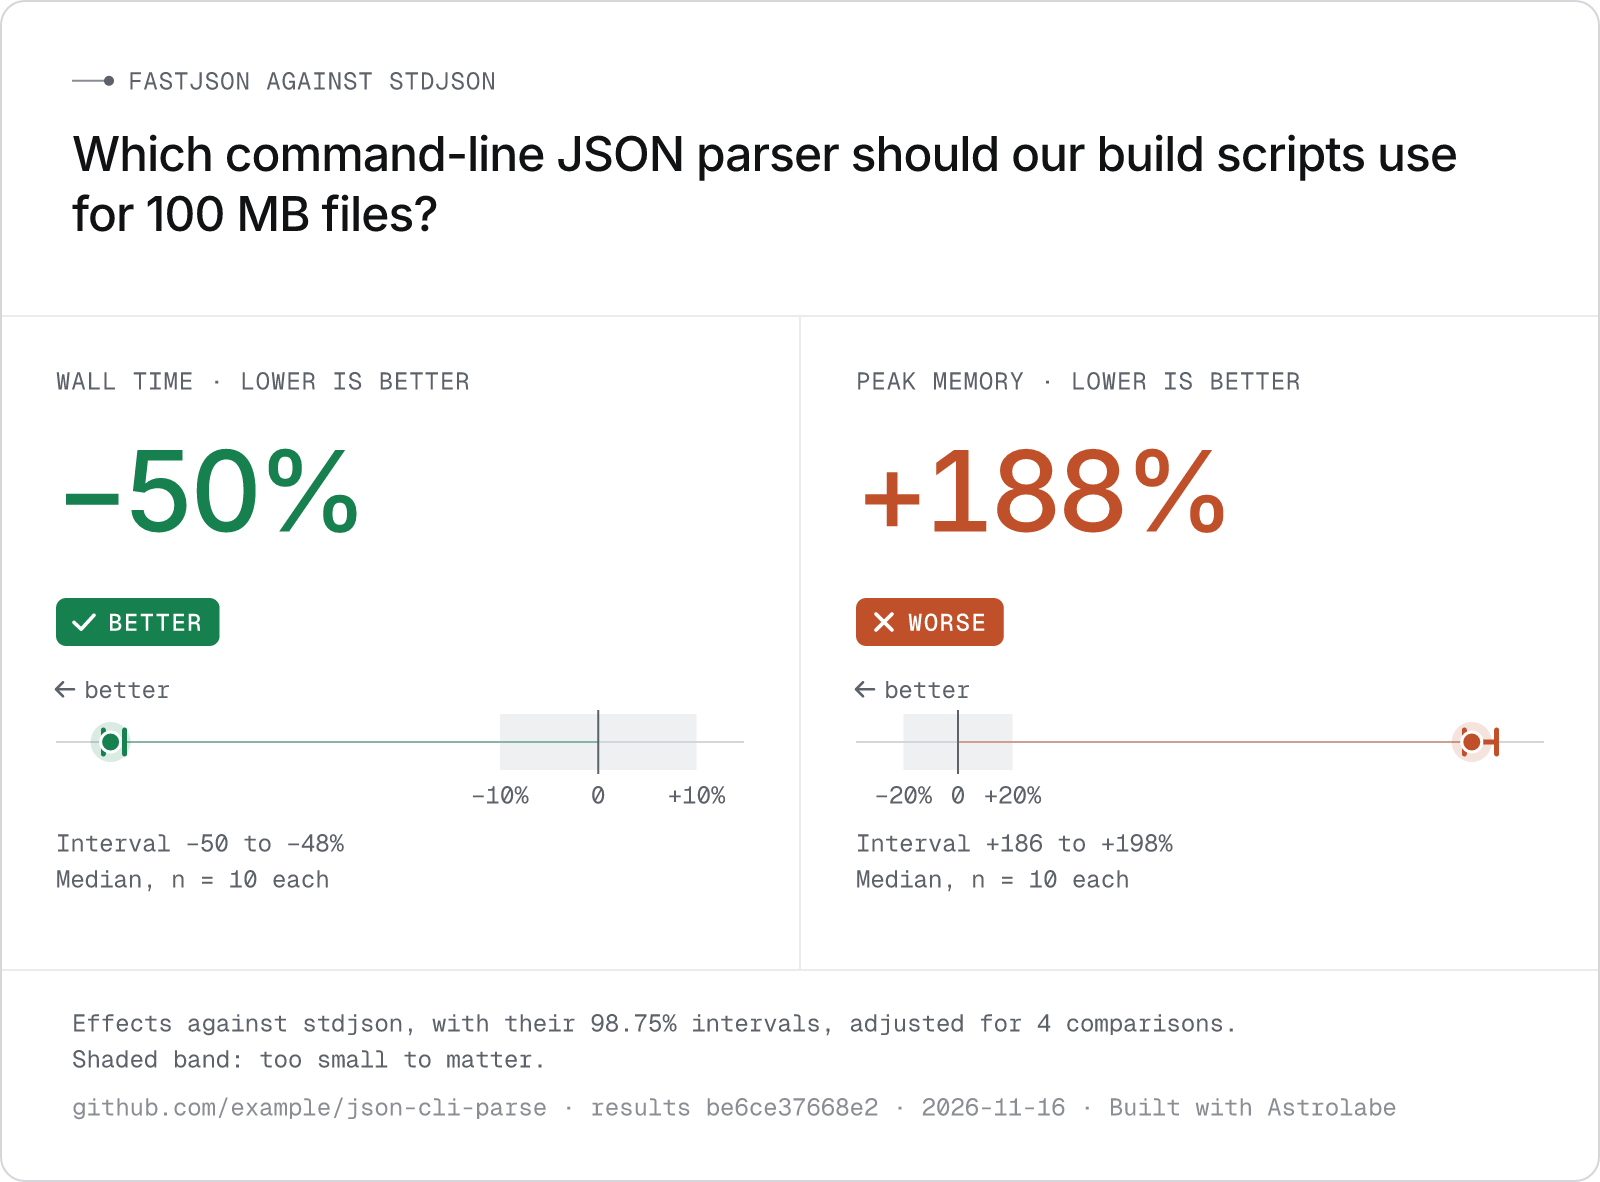 FASTJSON AGAINST STDJSON
Which command-line JSON parser should our build scripts use
for 100 MB files?
WALL TIME · LOWER IS BETTER
−50%
BETTER
← better
−10% 0 +10%
Interval −50 to −48%
Median, n = 10 each
PEAK MEMORY · LOWER IS BETTER
+188%
WORSE
← better
−20% 0 +20%
Interval +186 to +198%
Median, n = 10 each
Effects against stdjson, with their 98.75% intervals, adjusted for 4 comparisons.
Shaded band: too small to matter.
github.com/example/json-cli-parse · results be6ce37668e2 · 2026-11-16 · Built with Astrolabe